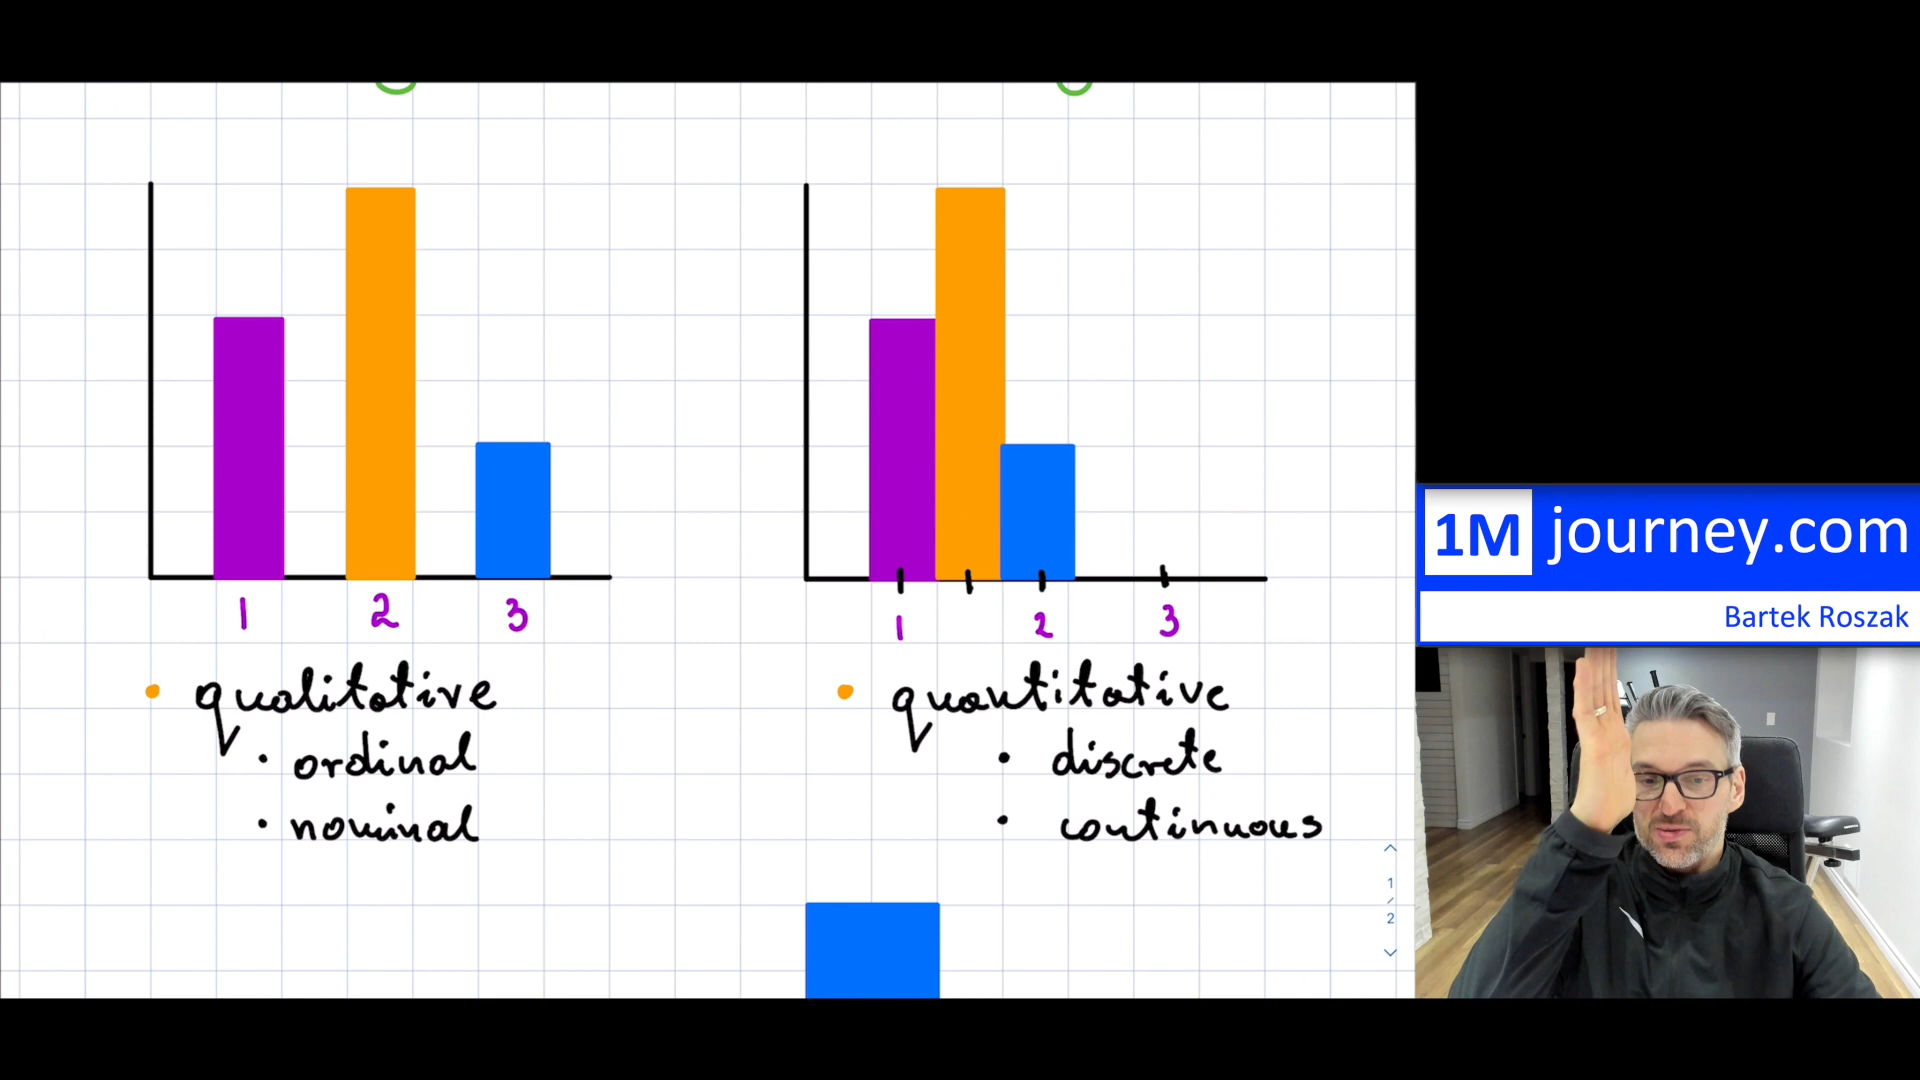 1 2 3
qualitative
• ordinal
• nominal
1 2 3
quantitative
• discrete
• continuous
1
/
2
1M journey.com
Bartek Roszak